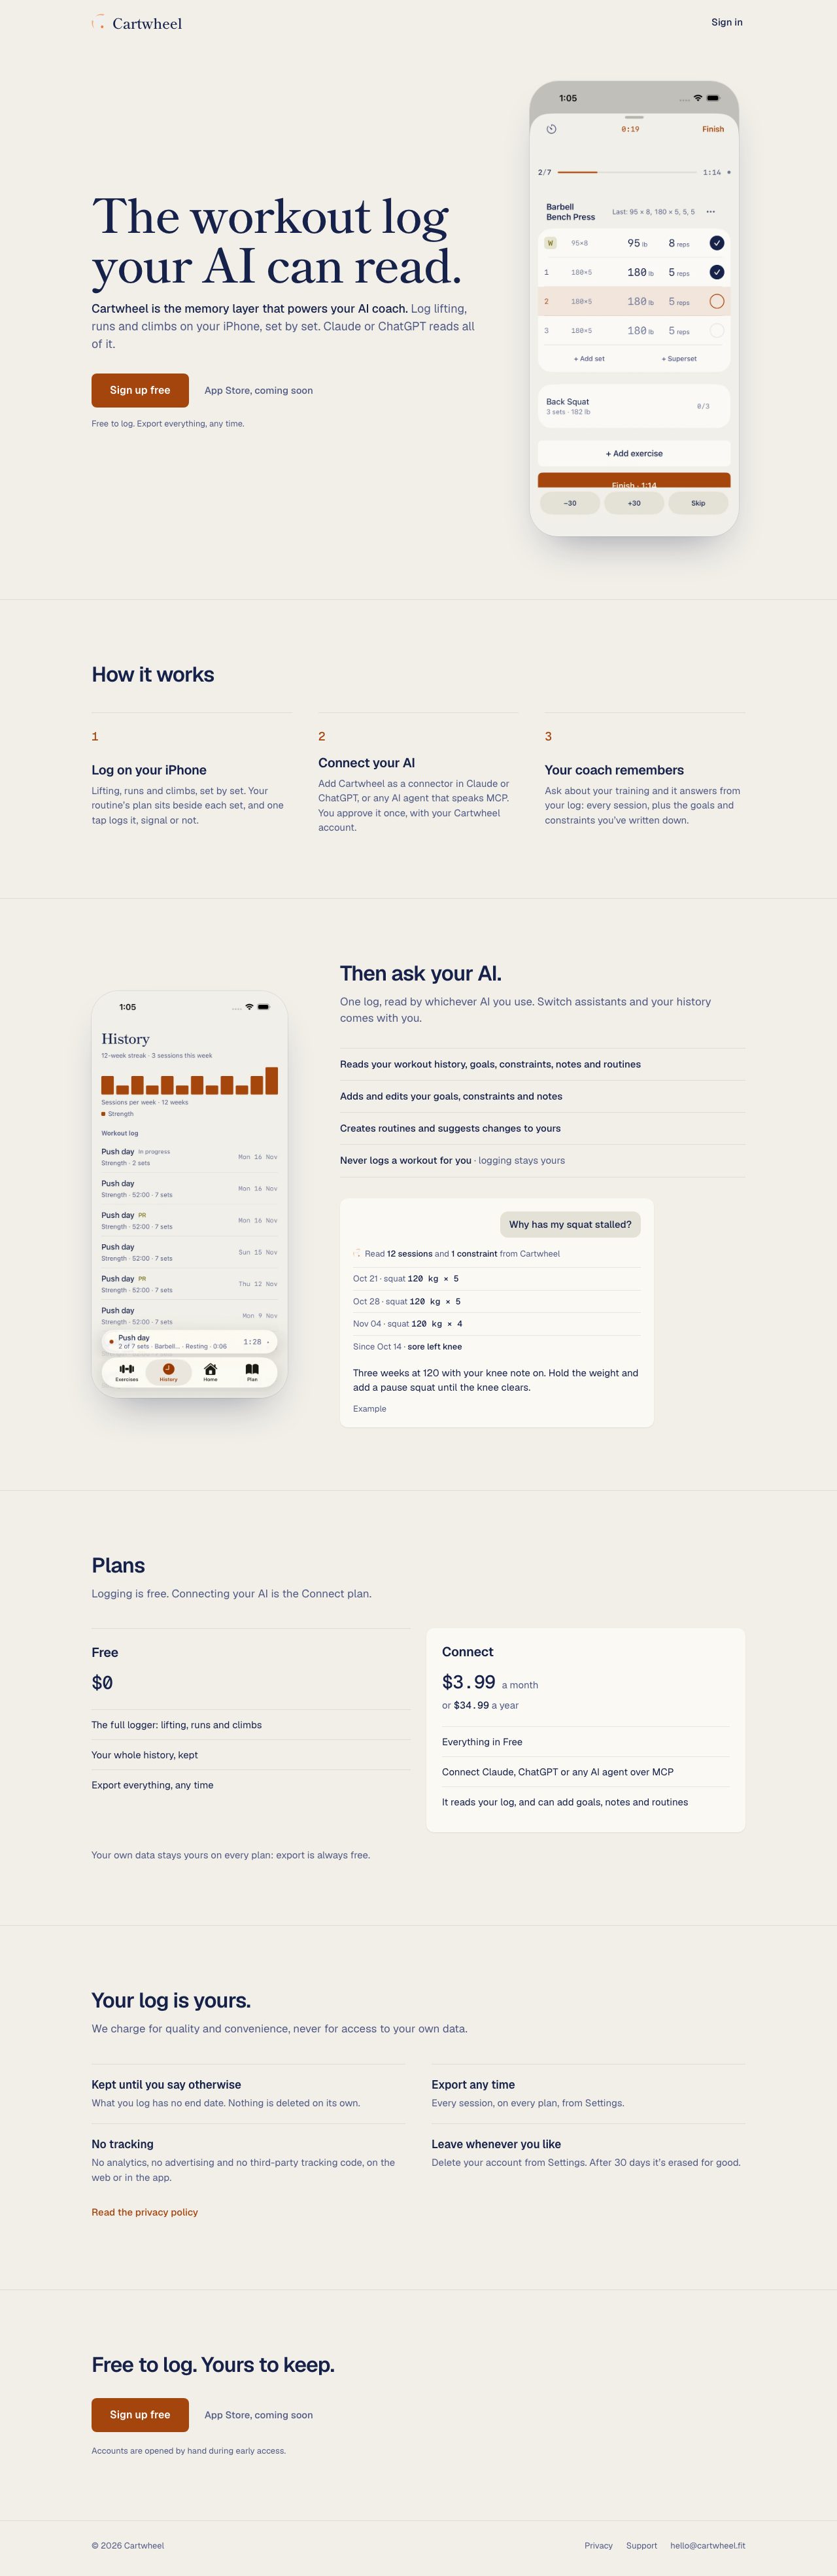 Cartwheel
Sign in
The workout log
your AI can read.
Cartwheel is the memory layer that powers your AI coach. Log lifting,
runs and climbs on your iPhone, set by set. Claude or ChatGPT reads all
of it.
Sign up free
App Store, coming soon
Free to log. Export everything, any time.
1:05
0:19
Finish
2/7
1:14
Barbell
Bench Press
Last: 95 × 8, 180 × 5, 5, 5
W 95×8 95 lb 8 reps
1 180×5 180 lb 5 reps
2 180×5 180 lb 5 reps
3 180×5 180 lb 5 reps
+ Add set
+ Superset
Back Squat
3 sets · 182 lb
0/3
+ Add exercise
Finish · 1:14
−30
+30
Skip
How it works
1
Log on your iPhone
Lifting, runs and climbs, set by set. Your
routine's plan sits beside each set, and one
tap logs it, signal or not.
2
Connect your AI
Add Cartwheel as a connector in Claude or
ChatGPT, or any AI agent that speaks MCP.
You approve it once, with your Cartwheel
account.
3
Your coach remembers
Ask about your training and it answers from
your log: every session, plus the goals and
constraints you've written down.
1:05
History
12-week streak · 3 sessions this week
Sessions per week · 12 weeks
Strength
Workout log
Push day In progress
Strength · 2 sets
Mon 16 Nov
Push day
Strength · 52:00 · 7 sets
Mon 16 Nov
Push day PR
Strength · 52:00 · 7 sets
Mon 16 Nov
Push day
Strength · 52:00 · 7 sets
Sun 15 Nov
Push day PR
Strength · 52:00 · 7 sets
Thu 12 Nov
Push day
Strength · 52:00 · 7 sets
Mon 9 Nov
Push day
2 of 7 sets · Barbell... · Resting · 0:06
1:28
Exercises
History
Home
Plan
Then ask your AI.
One log, read by whichever AI you use. Switch assistants and your history
comes with you.
Reads your workout history, goals, constraints, notes and routines
Adds and edits your goals, constraints and notes
Creates routines and suggests changes to yours
Never logs a workout for you · logging stays yours
Why has my squat stalled?
Read 12 sessions and 1 constraint from Cartwheel
Oct 21 · squat 120 kg × 5
Oct 28 · squat 120 kg × 5
Nov 04 · squat 120 kg × 4
Since Oct 14 · sore left knee
Three weeks at 120 with your knee note on. Hold the weight and
add a pause squat until the knee clears.
Example
Plans
Logging is free. Connecting your AI is the Connect plan.
Free
$0
The full logger: lifting, runs and climbs
Your whole history, kept
Export everything, any time
Connect
$3.99 a month
or $34.99 a year
Everything in Free
Connect Claude, ChatGPT or any AI agent over MCP
It reads your log, and can add goals, notes and routines
Your own data stays yours on every plan: export is always free.
Your log is yours.
We charge for quality and convenience, never for access to your own data.
Kept until you say otherwise
What you log has no end date. Nothing is deleted on its own.
Export any time
Every session, on every plan, from Settings.
No tracking
No analytics, no advertising and no third-party tracking code, on the
web or in the app.
Leave whenever you like
Delete your account from Settings. After 30 days it's erased for good.
Read the privacy policy
Free to log. Yours to keep.
Sign up free
App Store, coming soon
Accounts are opened by hand during early access.
© 2026 Cartwheel
Privacy
Support
hello@cartwheel.fit